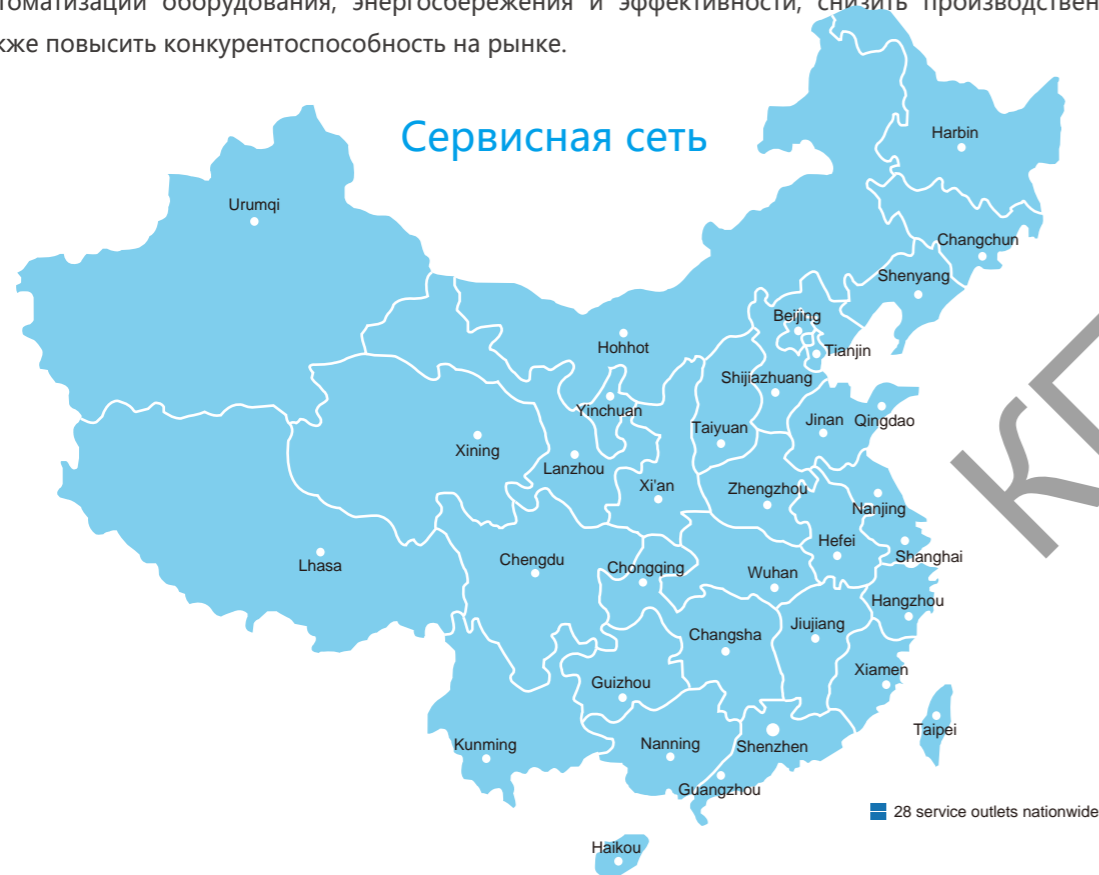 томатизации оборудования, энергосбережения и эффективности, снизить производствен
кже повысить конкурентоспособность на рынке.
Сервисная сеть
Harbin
Urumqi
Changchun
Shenyang
Beijing
Hohhot
Tianjin
Shijiazhuang
Yinchuan
Jinan Qingdao
Taiyuan
Xining
Lanzhou
Xi'an
Zhengzhou
Nanjing
Hefei
Shanghai
Lhasa
Chengdu
Chongqing
Wuhan
Hangzhou
Jiujiang
Changsha
Xiamen
Guizhou
Taipei
Kunming
Nanning
Shenzhen
Guangzhou
28 service outlets nationwide
Haikou